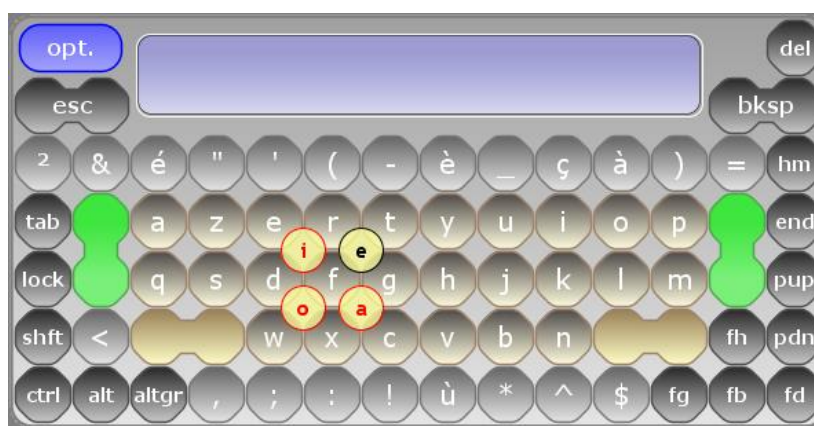 opt. del
esc bksp
² & é " ' ( - è _ ç à ) = hm
tab a z e r t y u i o p end
i e
lock q s d f g h j k l m pup
o a
shft < w x c v b n fh pdn
ctrl alt altgr , ; : ! ù * ^ $ fg fb fd